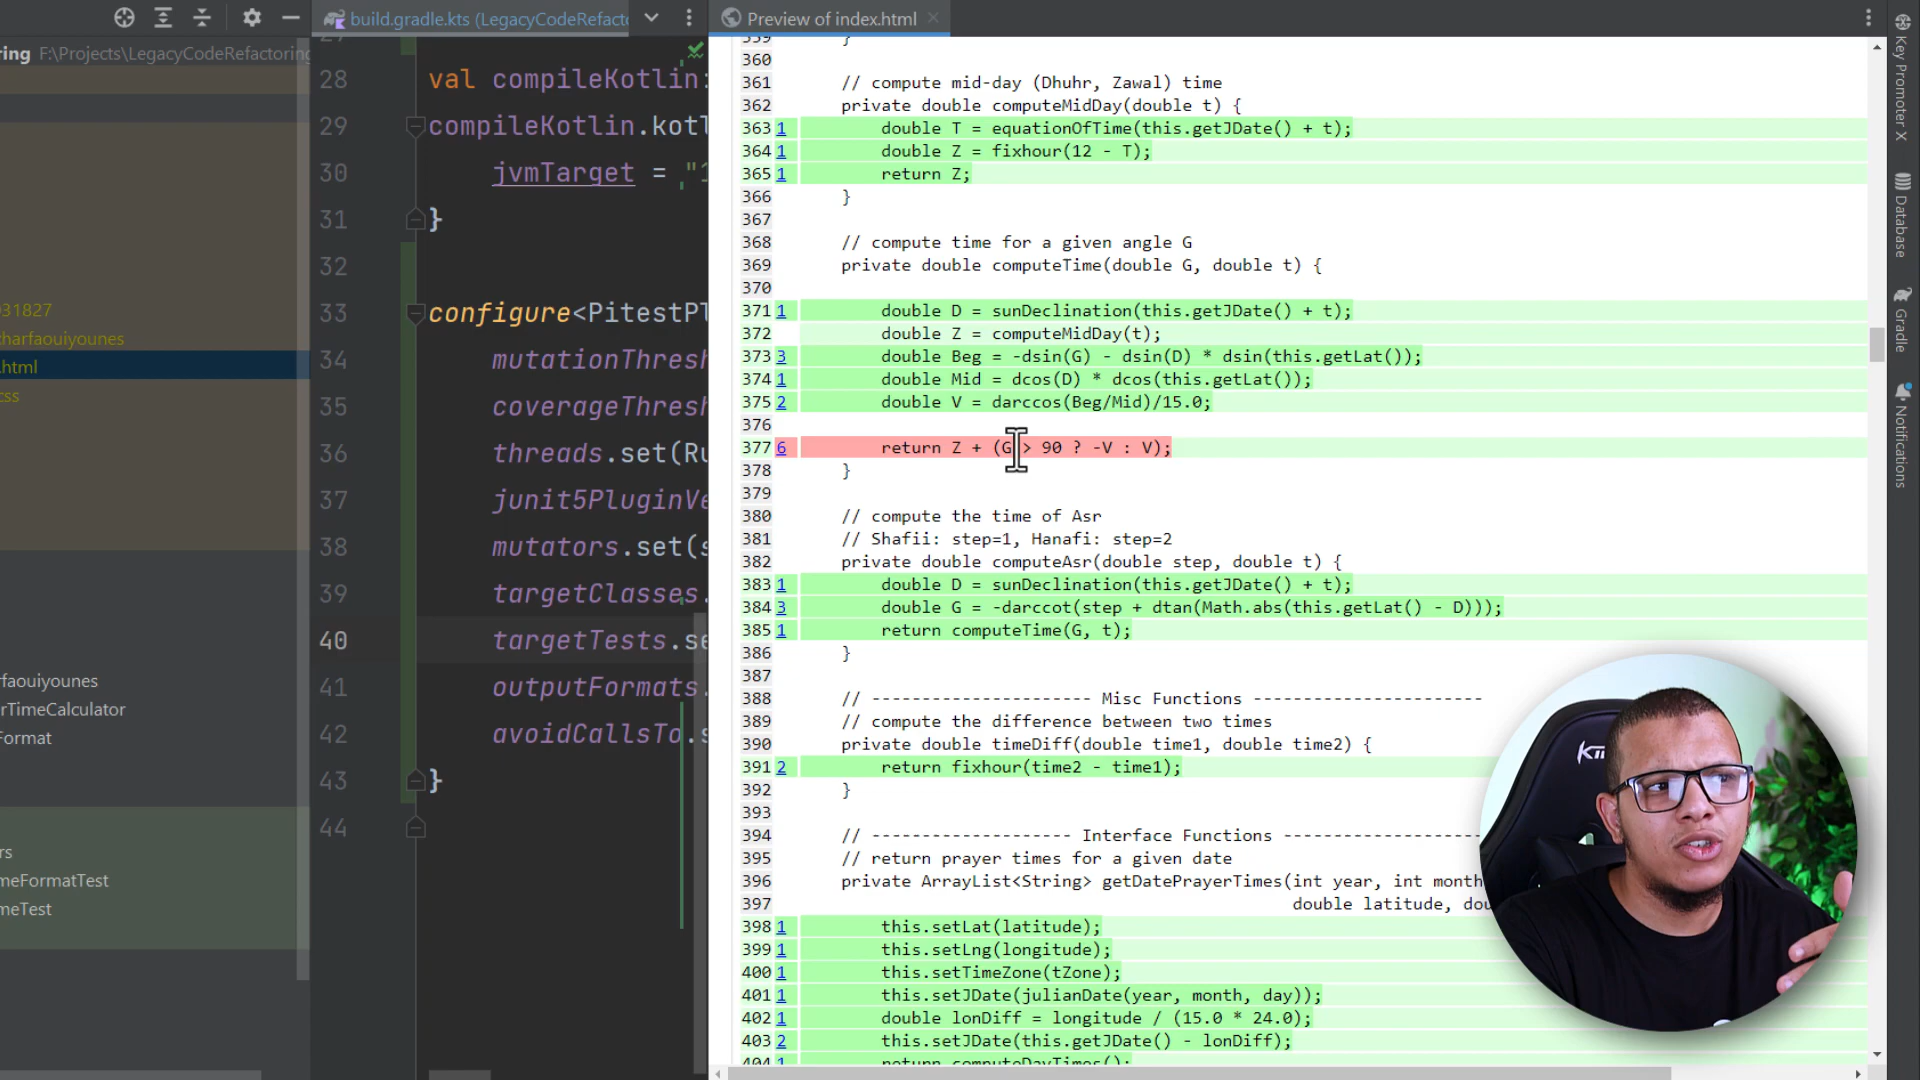 build.gradle.kts (LegacyCodeRefacto
Preview of index.html
ring F:\Projects\LegacyCodeRefactoring
031827
charfaouiyounes
.html
css
faouiyounes
rTimeCalculator
Format
rs
meFormatTest
meTest
28 val compileKotlin:
29 compileKotlin.kotl
30 jvmTarget = "1
31 }
32
33 configure<PitestPl
34 mutationThresh
35 coverageThresh
36 threads.set(Ru
37 junit5PluginVe
38 mutators.set(s
39 targetClasses.
40 targetTests.se
41 outputFormats.
42 avoidCallsTo.s
43 }
44
359 }
360
361 // compute mid-day (Dhuhr, Zawal) time
362 private double computeMidDay(double t) {
363 1 double T = equationOfTime(this.getJDate() + t);
364 1 double Z = fixhour(12 - T);
365 1 return Z;
366 }
367
368 // compute time for a given angle G
369 private double computeTime(double G, double t) {
370
371 1 double D = sunDeclination(this.getJDate() + t);
372 double Z = computeMidDay(t);
373 3 double Beg = -dsin(G) - dsin(D) * dsin(this.getLat());
374 1 double Mid = dcos(D) * dcos(this.getLat());
375 2 double V = darccos(Beg/Mid)/15.0;
376
377 6 return Z + (G > 90 ? -V : V);
378 }
379
380 // compute the time of Asr
381 // Shafii: step=1, Hanafi: step=2
382 private double computeAsr(double step, double t) {
383 1 double D = sunDeclination(this.getJDate() + t);
384 3 double G = -darccot(step + dtan(Math.abs(this.getLat() - D)));
385 1 return computeTime(G, t);
386 }
387
388 // ---------------------- Misc Functions -----------------------
389 // compute the difference between two times
390 private double timeDiff(double time1, double time2) {
391 2 return fixhour(time2 - time1);
392 }
393
394 // -------------------- Interface Functions --------------------
395 // return prayer times for a given date
396 private ArrayList<String> getDatePrayerTimes(int year, int month
397 double latitude, dou
398 1 this.setLat(latitude);
399 1 this.setLng(longitude);
400 1 this.setTimeZone(tZone);
401 1 this.setJDate(julianDate(year, month, day));
402 1 double lonDiff = longitude / (15.0 * 24.0);
403 2 this.setJDate(this.getJDate() - lonDiff);
404 1 return computeDayTimes();
Key Promoter X
Database
Gradle
Notifications